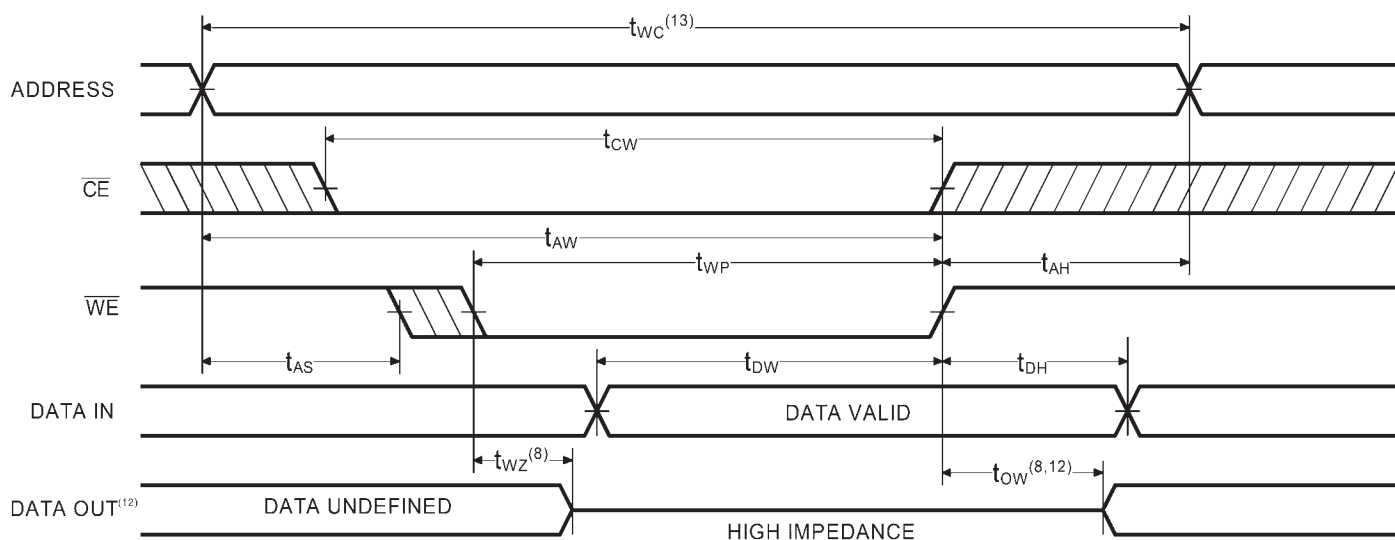 tWC(13)
ADDRESS
tCW
CE
tAW
tWP
tAH
WE
tAS
tDW
tDH
DATA IN
DATA VALID
tWZ(8)
tOW(8,12)
DATA OUT(12)
DATA UNDEFINED
HIGH IMPEDANCE